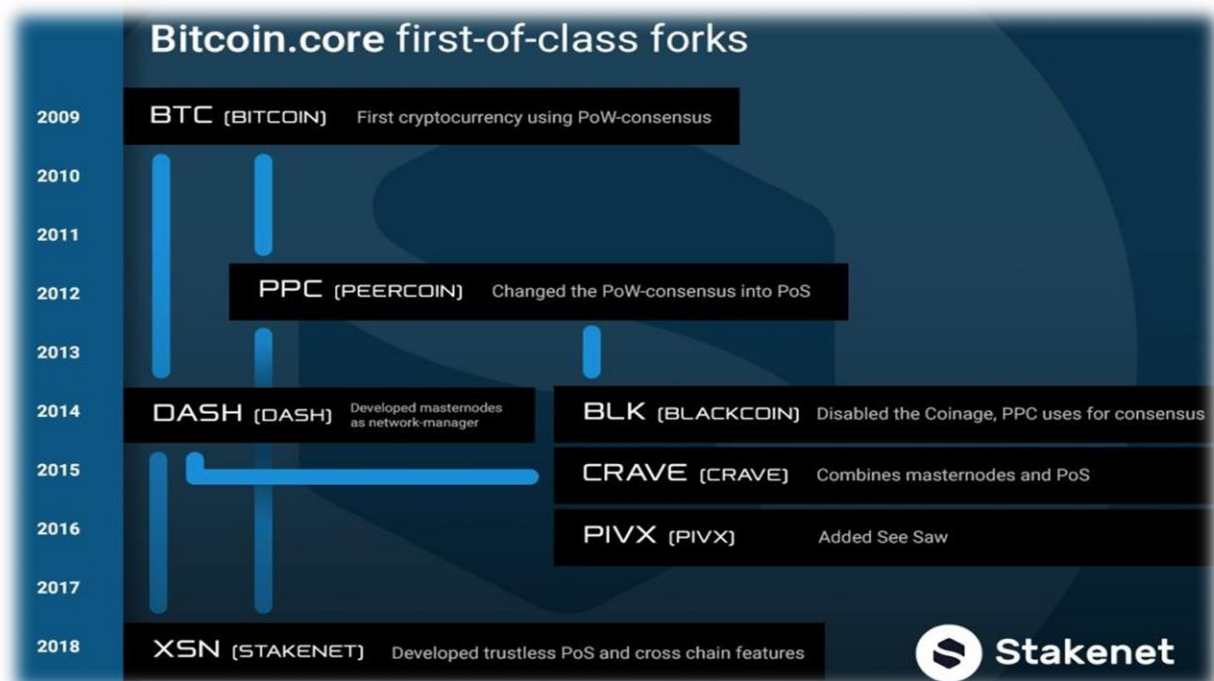 Bitcoin.core first-of-class forks
2009
BTC (BITCOIN) First cryptocurrency using PoW-consensus
2010
2011
2012
PPC (PEERCOIN) Changed the PoW-consensus into PoS
2013
2014
DASH (DASH) Developed masternodes
as network-manager
BLK (BLACKCOIN) Disabled the Coinage, PPC uses for consensus
2015
CRAVE (CRAVE) Combines masternodes and PoS
2016
PIVX (PIVX) Added See Saw
2017
2018
XSN (STAKENET) Developed trustless PoS and cross chain features
Stakenet